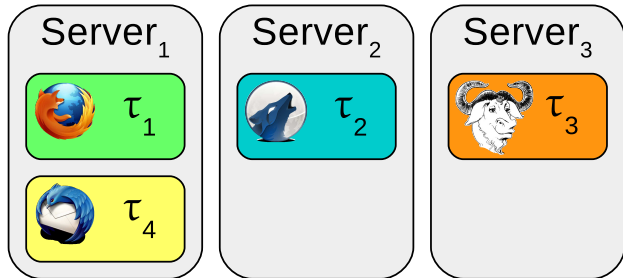 Server1
τ1
τ4
Server2
τ2
Server3
τ3